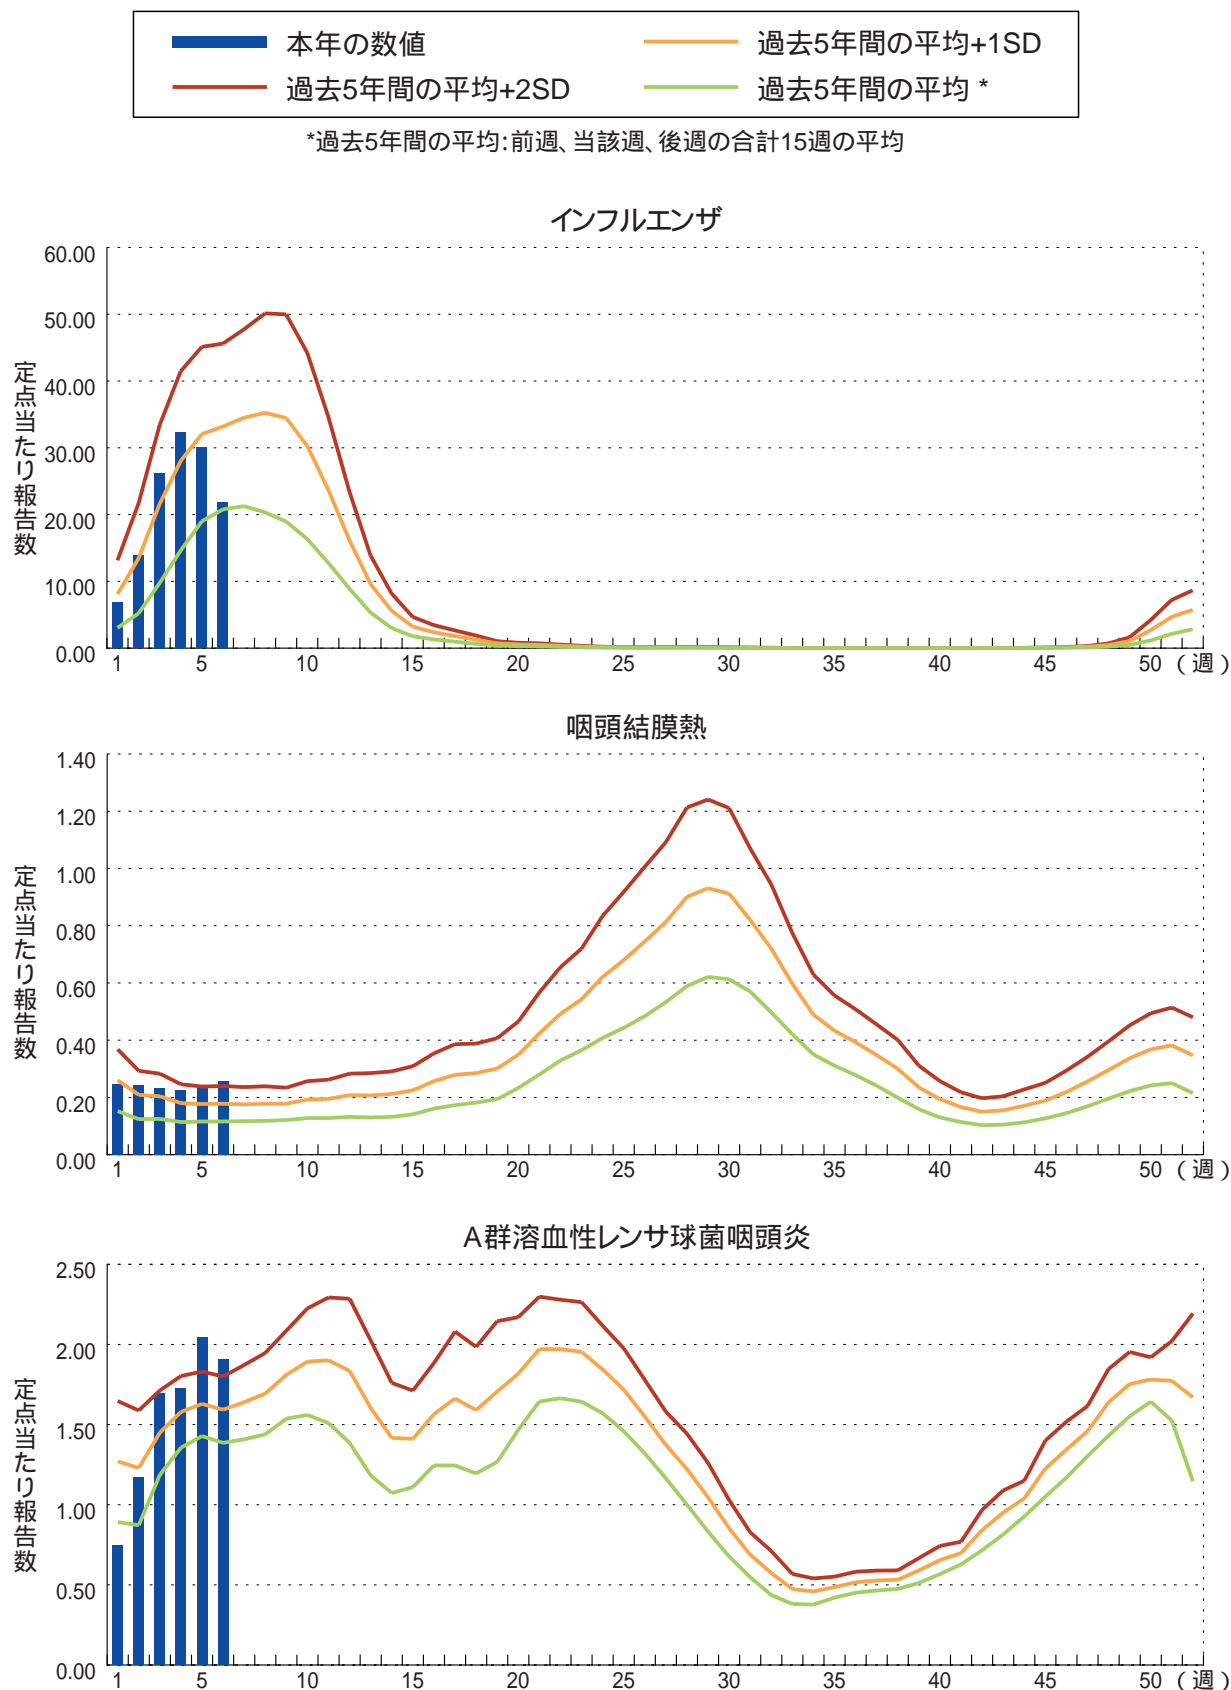 本年の数値
過去5年間の平均+1SD
過去5年間の平均+2SD
過去5年間の平均 *
*過去5年間の平均:前週、当該週、後週の合計15週の平均
インフルエンザ
定点当たり報告数
60.00
50.00
40.00
30.00
20.00
10.00
0.00
1 5 10 15 20 25 30 35 40 45 50 (週)
咽頭結膜熱
定点当たり報告数
1.40
1.20
1.00
0.80
0.60
0.40
0.20
0.00
1 5 10 15 20 25 30 35 40 45 50 (週)
A群溶血性レンサ球菌咽頭炎
定点当たり報告数
2.50
2.00
1.50
1.00
0.50
0.00
1 5 10 15 20 25 30 35 40 45 50 (週)